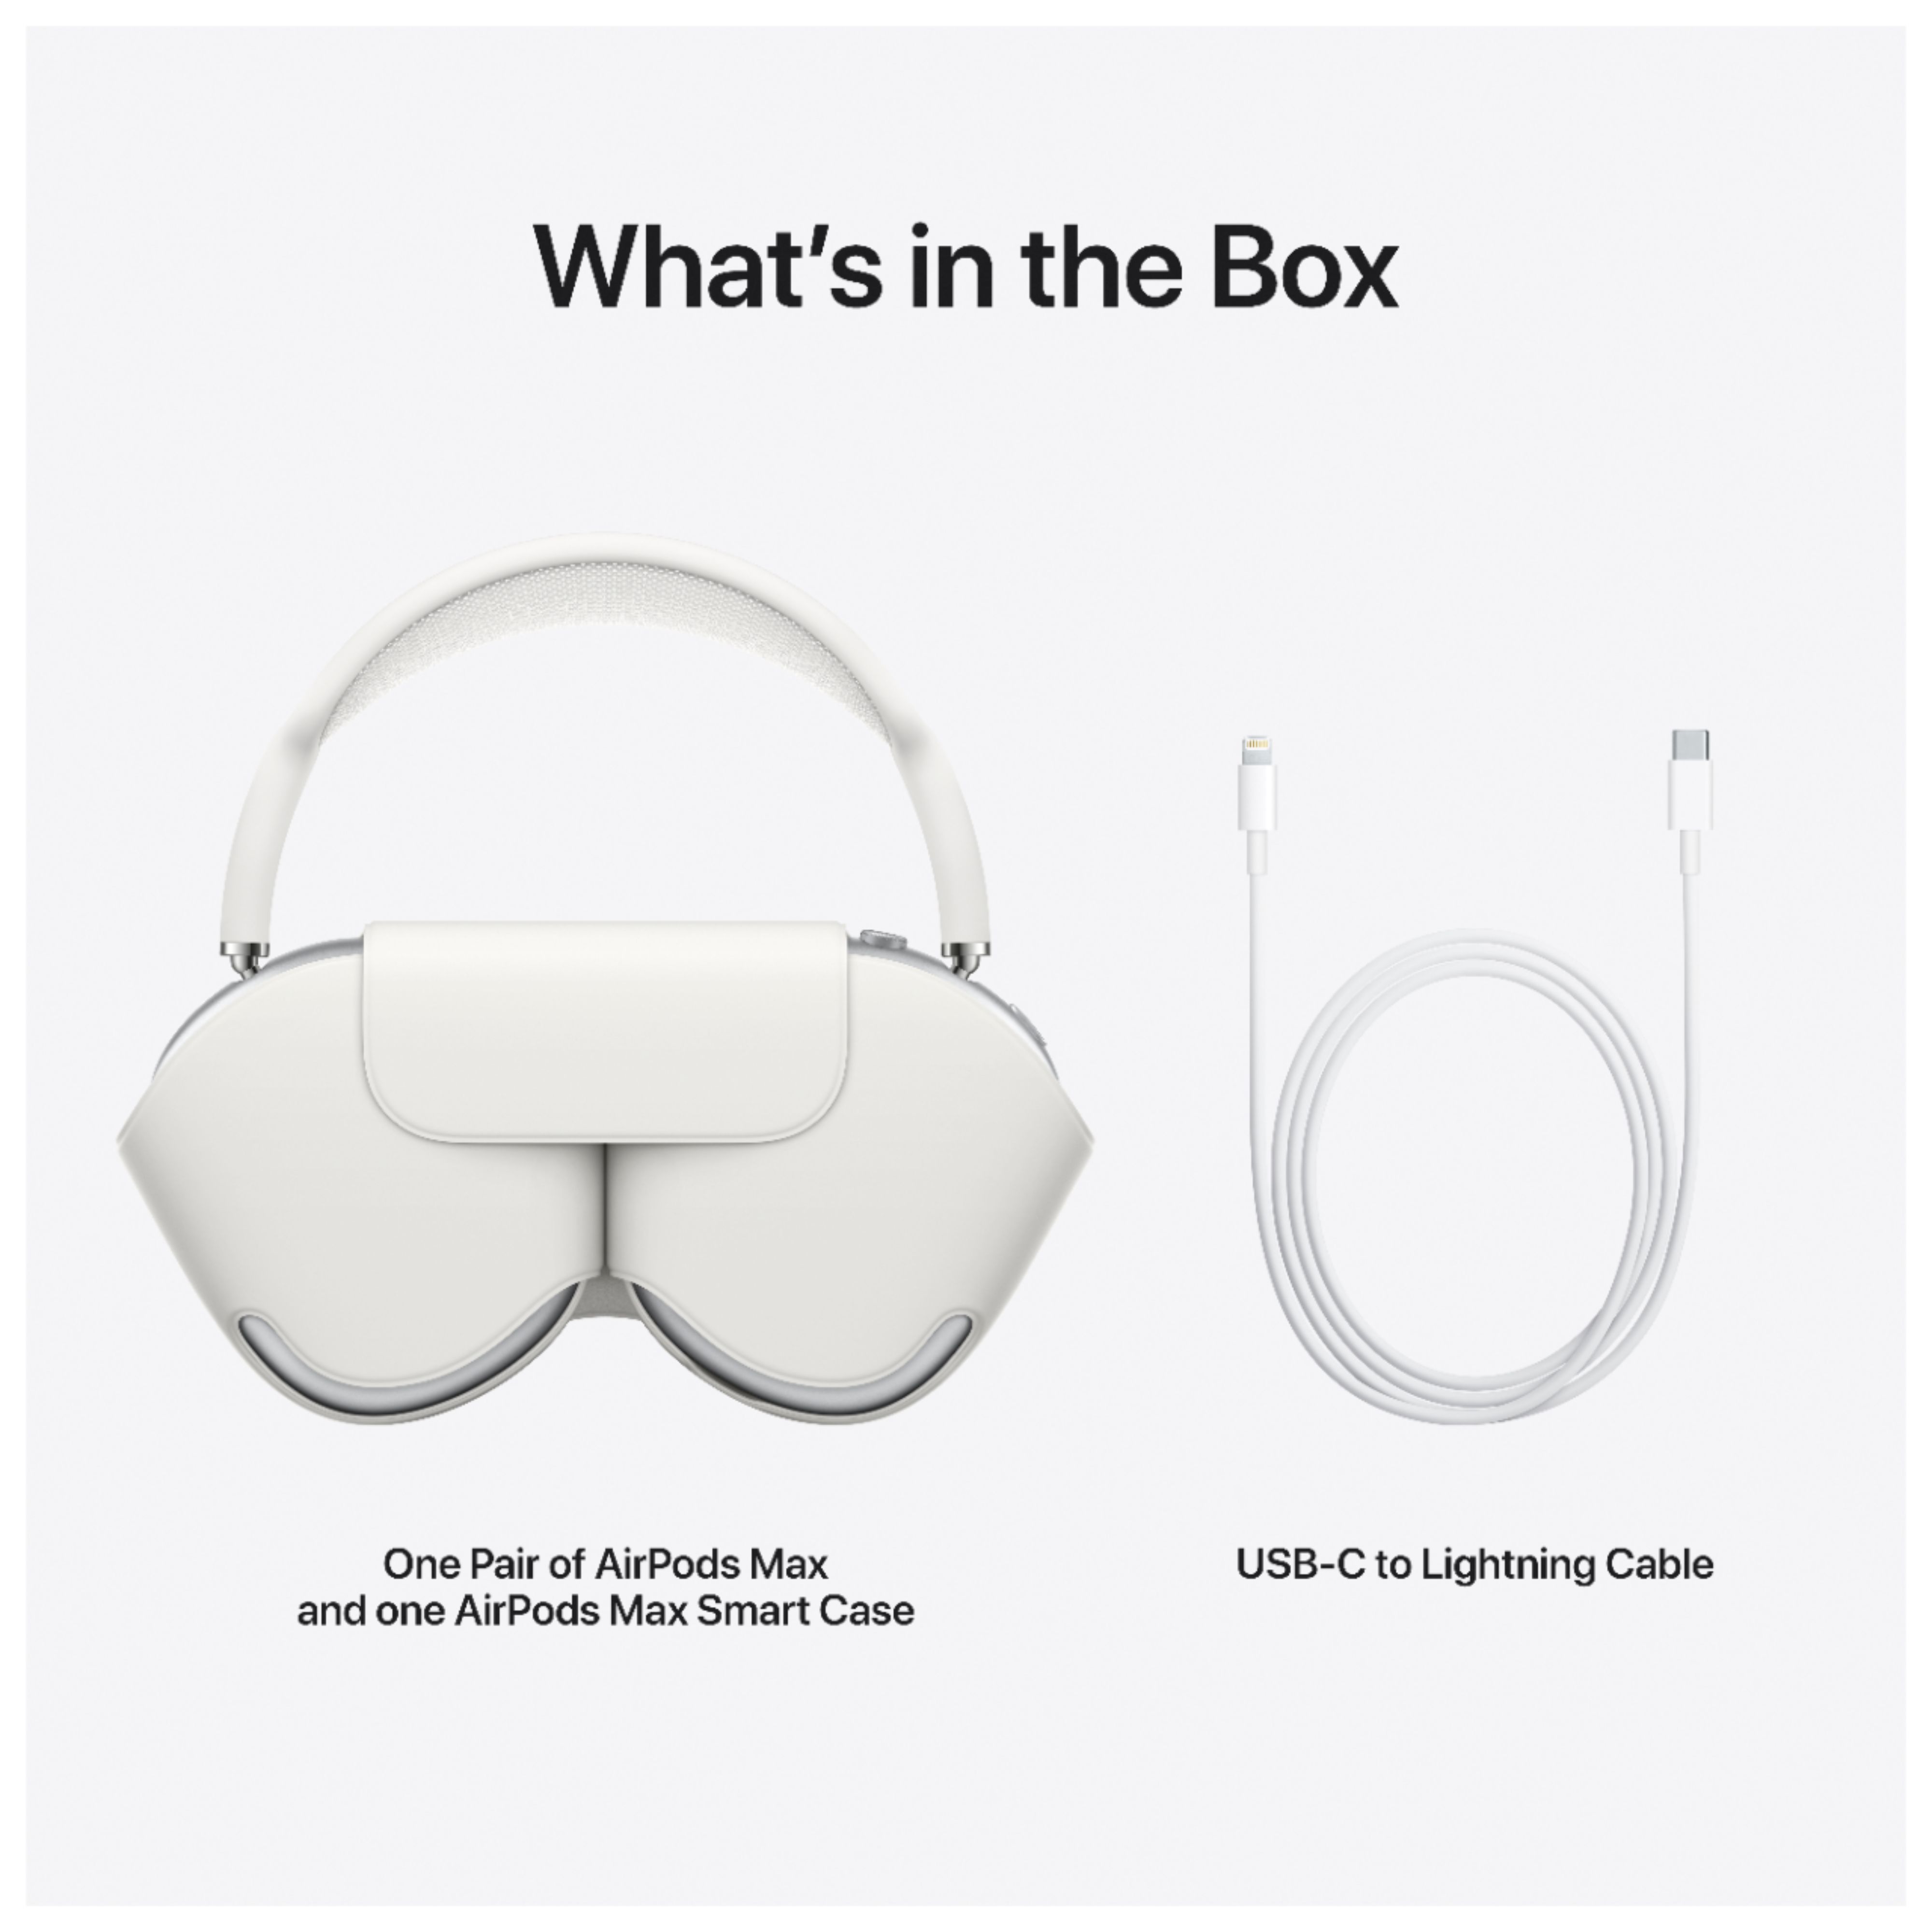 What’s in the Box
One Pair of AirPods Max
and one AirPods Max Smart Case
USB-C to Lightning Cable